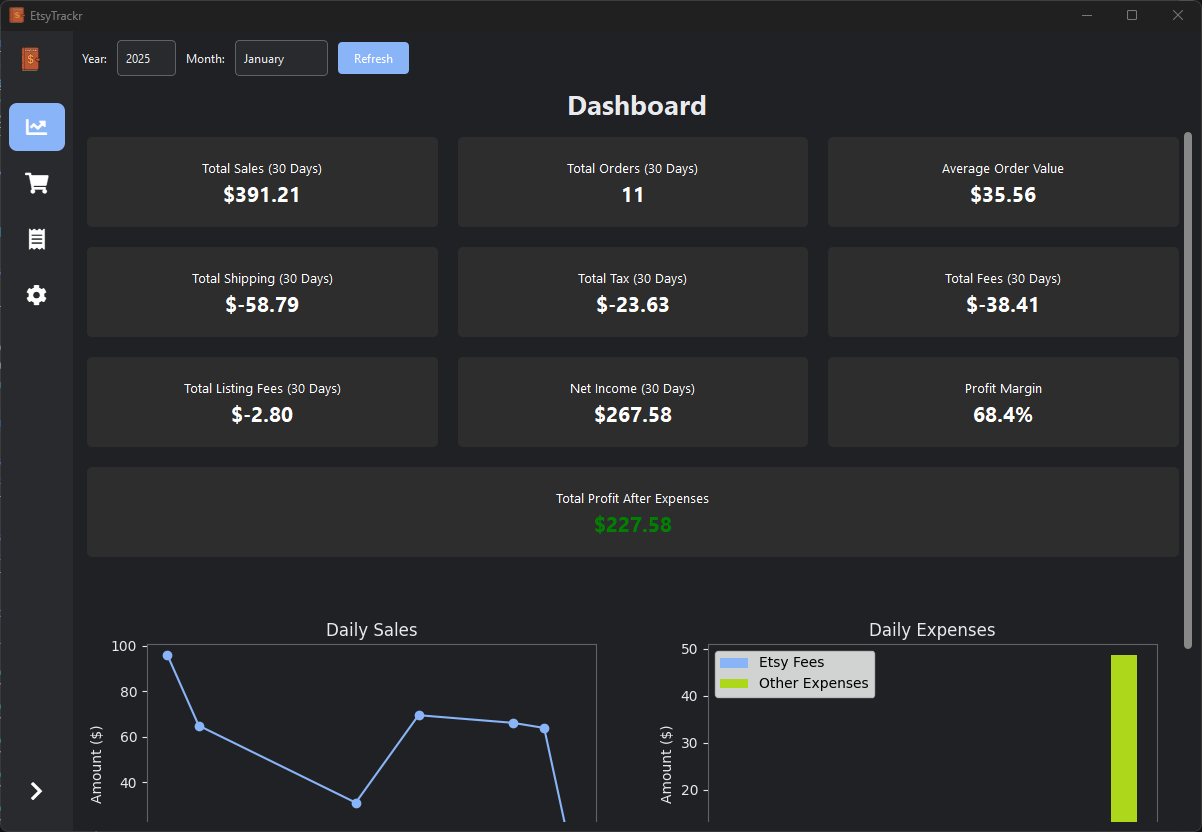 EtsyTrackr
Year: 2025 Month: January Refresh
Dashboard
Total Sales (30 Days)
$391.21
Total Orders (30 Days)
11
Average Order Value
$35.56
Total Shipping (30 Days)
$-58.79
Total Tax (30 Days)
$-23.63
Total Fees (30 Days)
$-38.41
Total Listing Fees (30 Days)
$-2.80
Net Income (30 Days)
$267.58
Profit Margin
68.4%
Total Profit After Expenses
$227.58
Daily Sales
100
80
60
40
Amount ($)
Daily Expenses
50
40
30
20
Amount ($)
Etsy Fees
Other Expenses